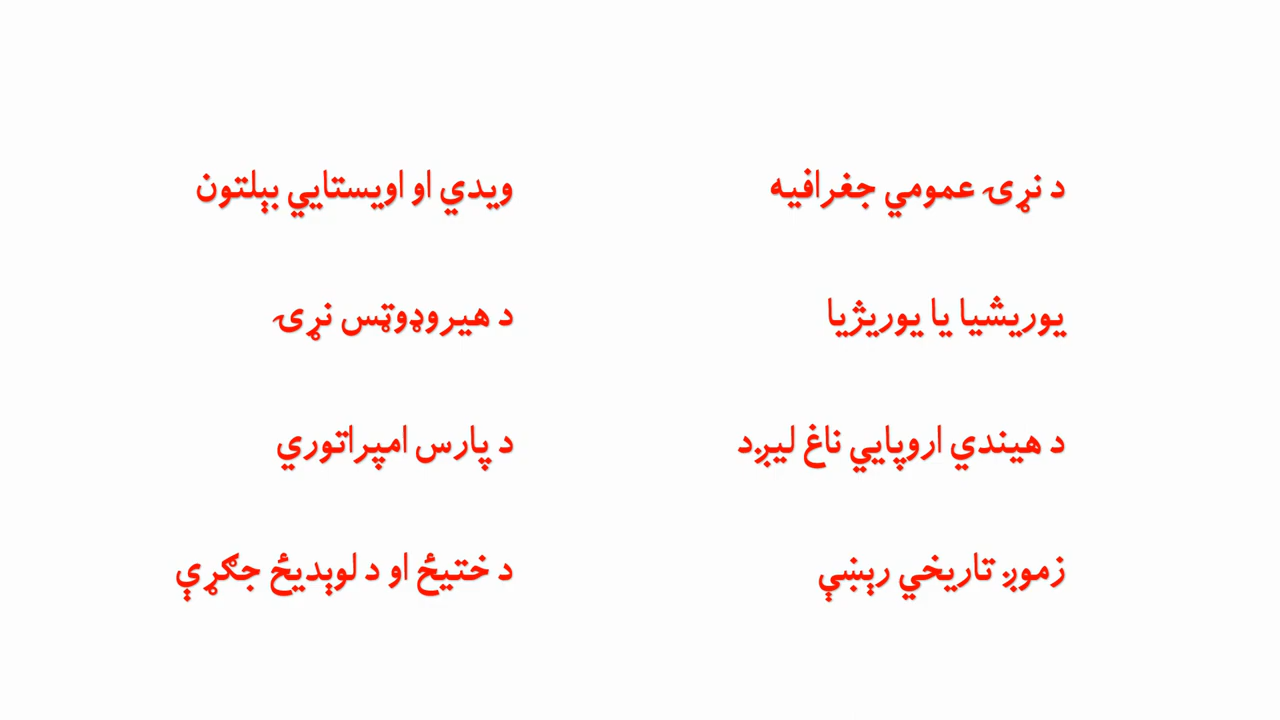 د نړۍ عمومي جغرافیه
یوریشیا یا یوریژیا
د هیندي اروپایي ناغ لیږد
زموږ تاریخي رېښې
ویدي او اویستایي بېلتون
د هیروډوټس نړۍ
د پارس امپراتوري
د ختیځ او د لوېدیځ جګړې